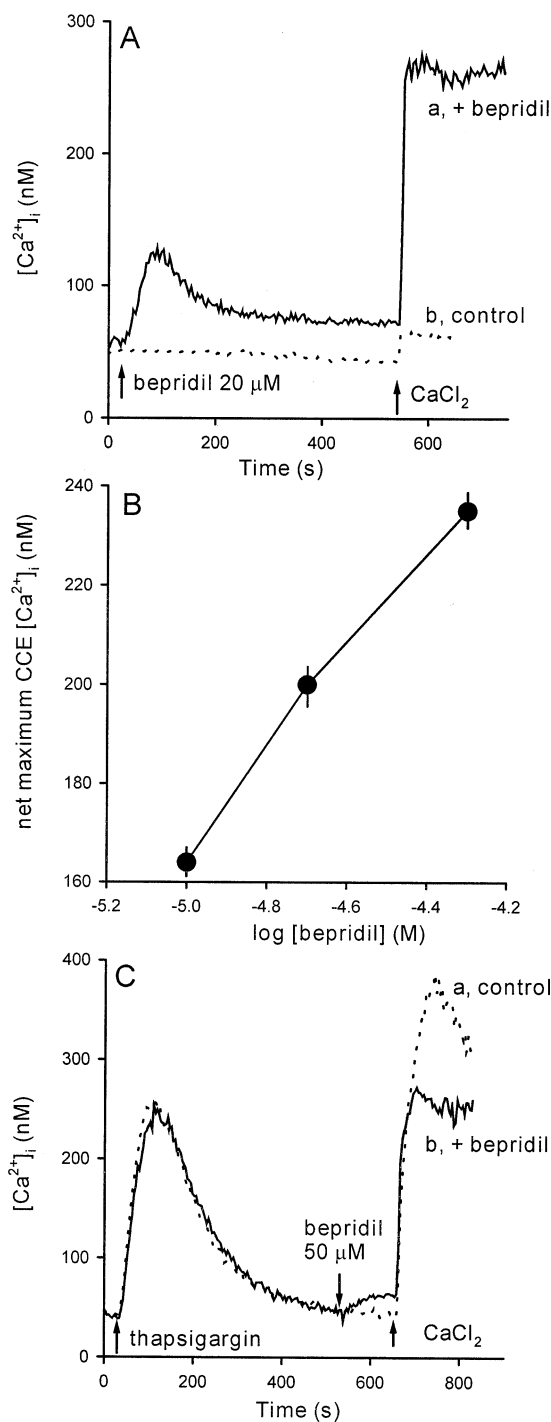 A
300
200
100
0
[Ca2+]i (nM)
a, + bepridil
b, control
bepridil 20 μM
CaCl2
0 200 400 600
Time (s)
B
240
220
200
180
160
net maximum CCE [Ca2+]i (nM)
-5.2 -5.0 -4.8 -4.6 -4.4 -4.2
log [bepridil] (M)
C
400
300
200
100
0
[Ca2+]i (nM)
a, control
b, + bepridil
bepridil
50 μM
thapsigargin
CaCl2
0 200 400 600 800
Time (s)